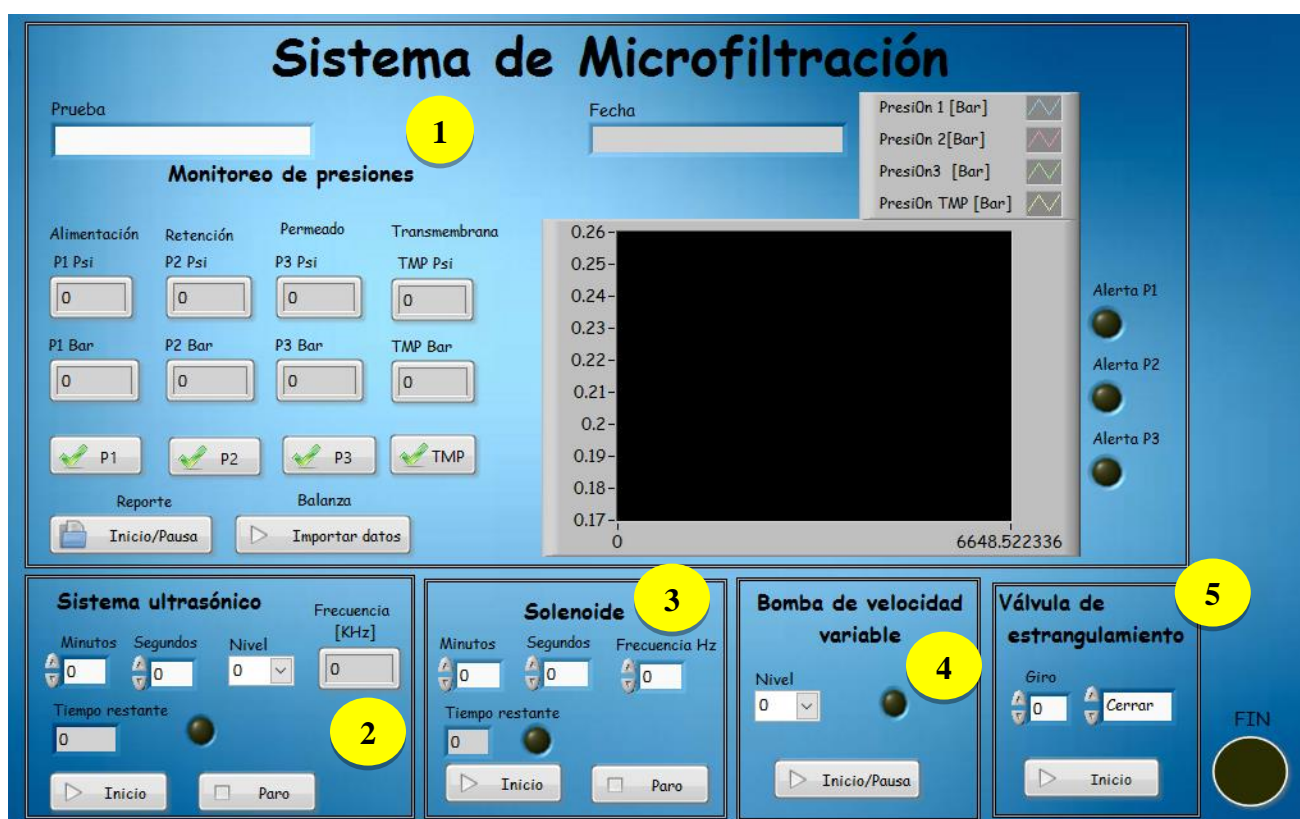 Sistema de Microfiltración
Prueba
1
Fecha
Presi0n 1 [Bar]
Presi0n 2[Bar]
Presi0n3 [Bar]
Presi0n TMP [Bar]
Monitoreo de presiones
Alimentación Retención Permeado Transmembrana
P1 Psi P2 Psi P3 Psi TMP Psi
0 0 0 0
P1 Bar P2 Bar P3 Bar TMP Bar
0 0 0 0
P1 P2 P3 TMP
Reporte Balanza
Inicio/Pausa Importar datos
0.26
0.25
0.24
0.23
0.22
0.21
0.2
0.19
0.18
0.17
0 6648.522336
Alerta P1
Alerta P2
Alerta P3
Sistema ultrasónico
Minutos Segundos Nivel Frecuencia
[KHz]
0 0 0 0
Tiempo restante
0
2
Inicio Paro
Solenoide
3
Minutos Segundos Frecuencia Hz
0 0 0
Tiempo restante
0
Inicio Paro
Bomba de velocidad
variable
4
Nivel
0
Inicio/Pausa
Válvula de
estrangulamiento
5
Giro
0 Cerrar
Inicio
FIN